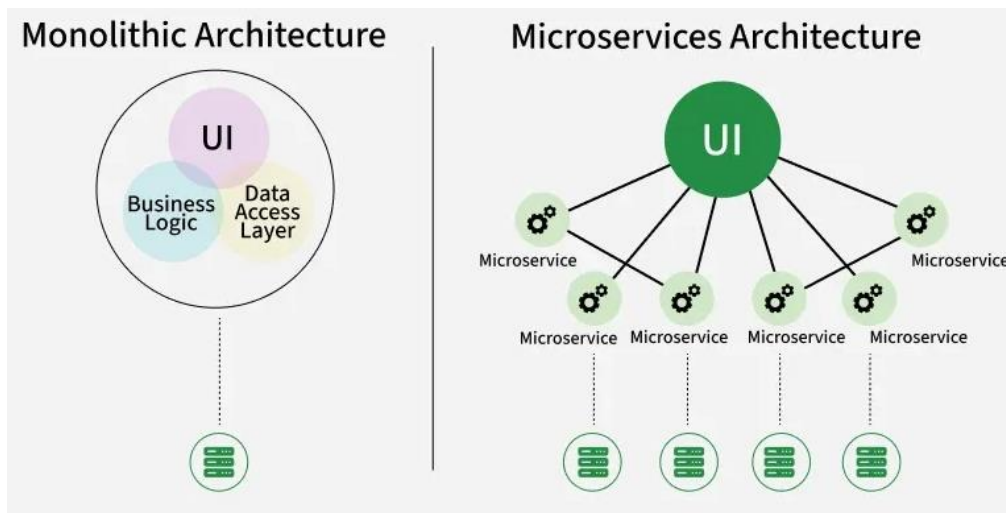 Monolithic Architecture
UI
Business
Logic
Data
Access
Layer
Microservices Architecture
UI
Microservice
Microservice
Microservice
Microservice
Microservice
Microservice